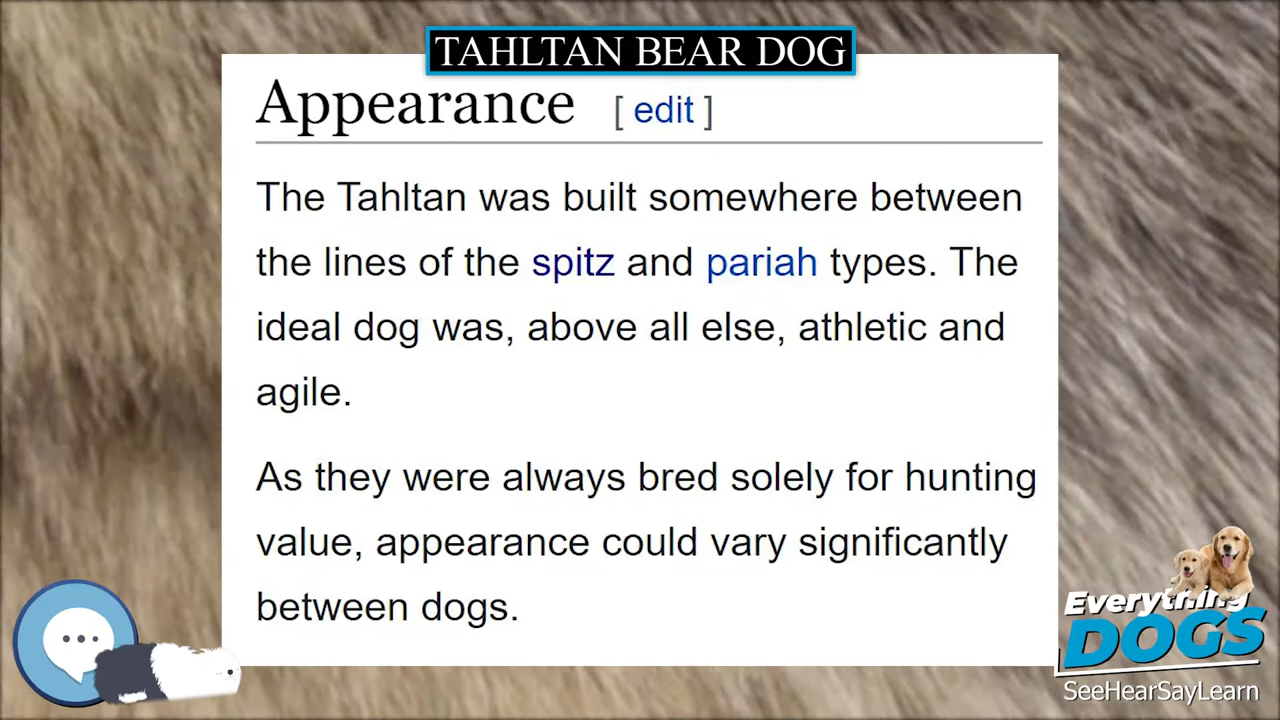 TAHLTAN BEAR DOG
Appearance [ edit ]
The Tahltan was built somewhere between
the lines of the spitz and pariah types. The
ideal dog was, above all else, athletic and
agile.
As they were always bred solely for hunting
value, appearance could vary significantly
between dogs.
Everything
DOGS
SeeHearSayLearn